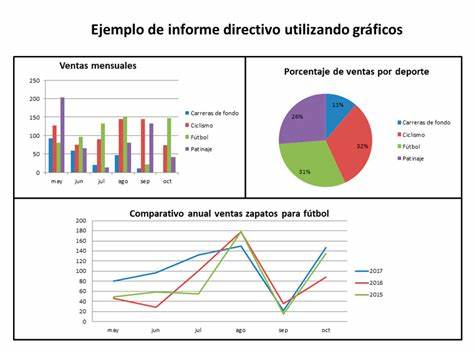 Ejemplo de informe directivo utilizando gráficos
Ventas mensuales
250
200
150
100
50
0
may jun jul ago sep oct
Carreras de fondo
Ciclismo
Fútbol
Patinaje
Porcentaje de ventas por deporte
11%
32%
31%
26%
Carreras de fondo
Ciclismo
Fútbol
Patinaje
Comparativo anual ventas zapatos para fútbol
200
180
160
140
120
100
80
60
40
20
0
may jun jul ago sep oct
2017
2016
2015